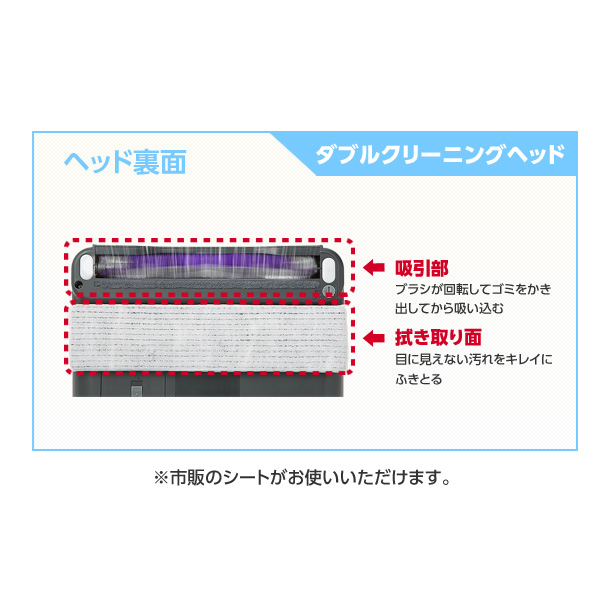 ヘッド裏面
ダブルクリーニングヘッド
吸引部
ブラシが回転してゴミをかき
出してから吸い込む
拭き取り面
目に見えない汚れをキレイに
ふきとる
※市販のシートがお使いいただけます。